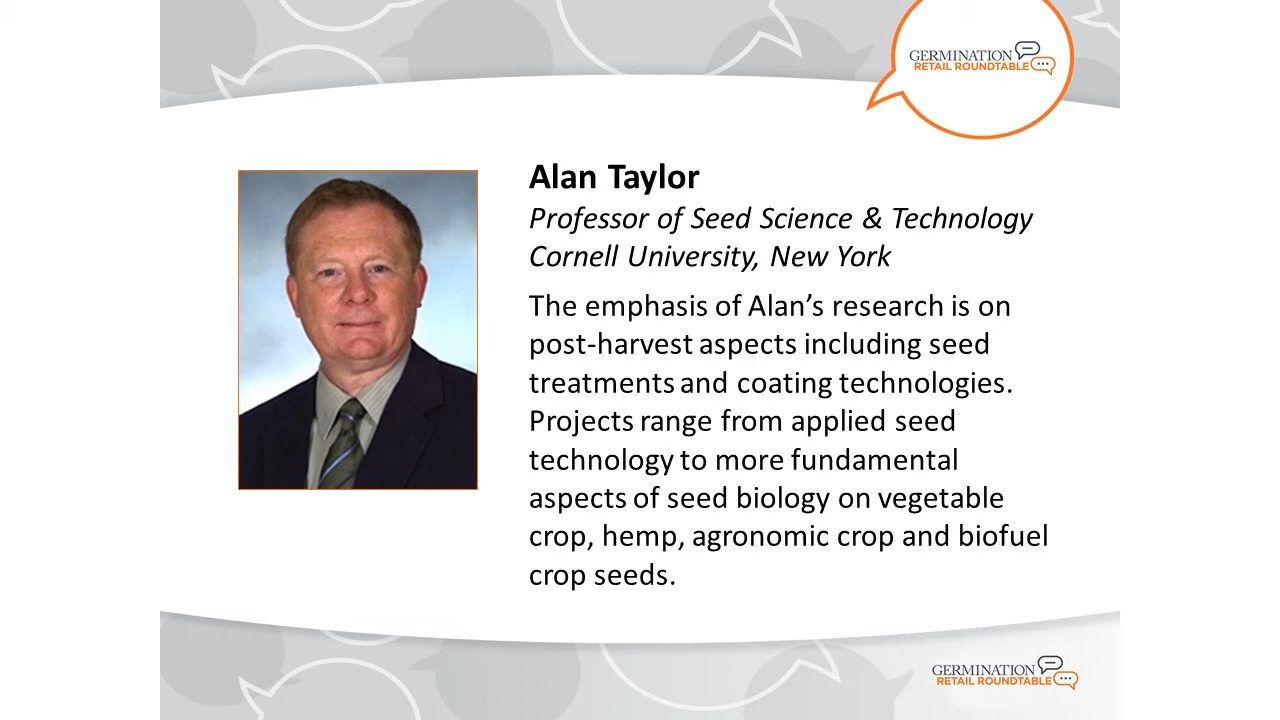 GERMINATION
RETAIL ROUNDTABLE
Alan Taylor
Professor of Seed Science & Technology
Cornell University, New York
The emphasis of Alan’s research is on
post-harvest aspects including seed
treatments and coating technologies.
Projects range from applied seed
technology to more fundamental
aspects of seed biology on vegetable
crop, hemp, agronomic crop and biofuel
crop seeds.
GERMINATION
RETAIL ROUNDTABLE